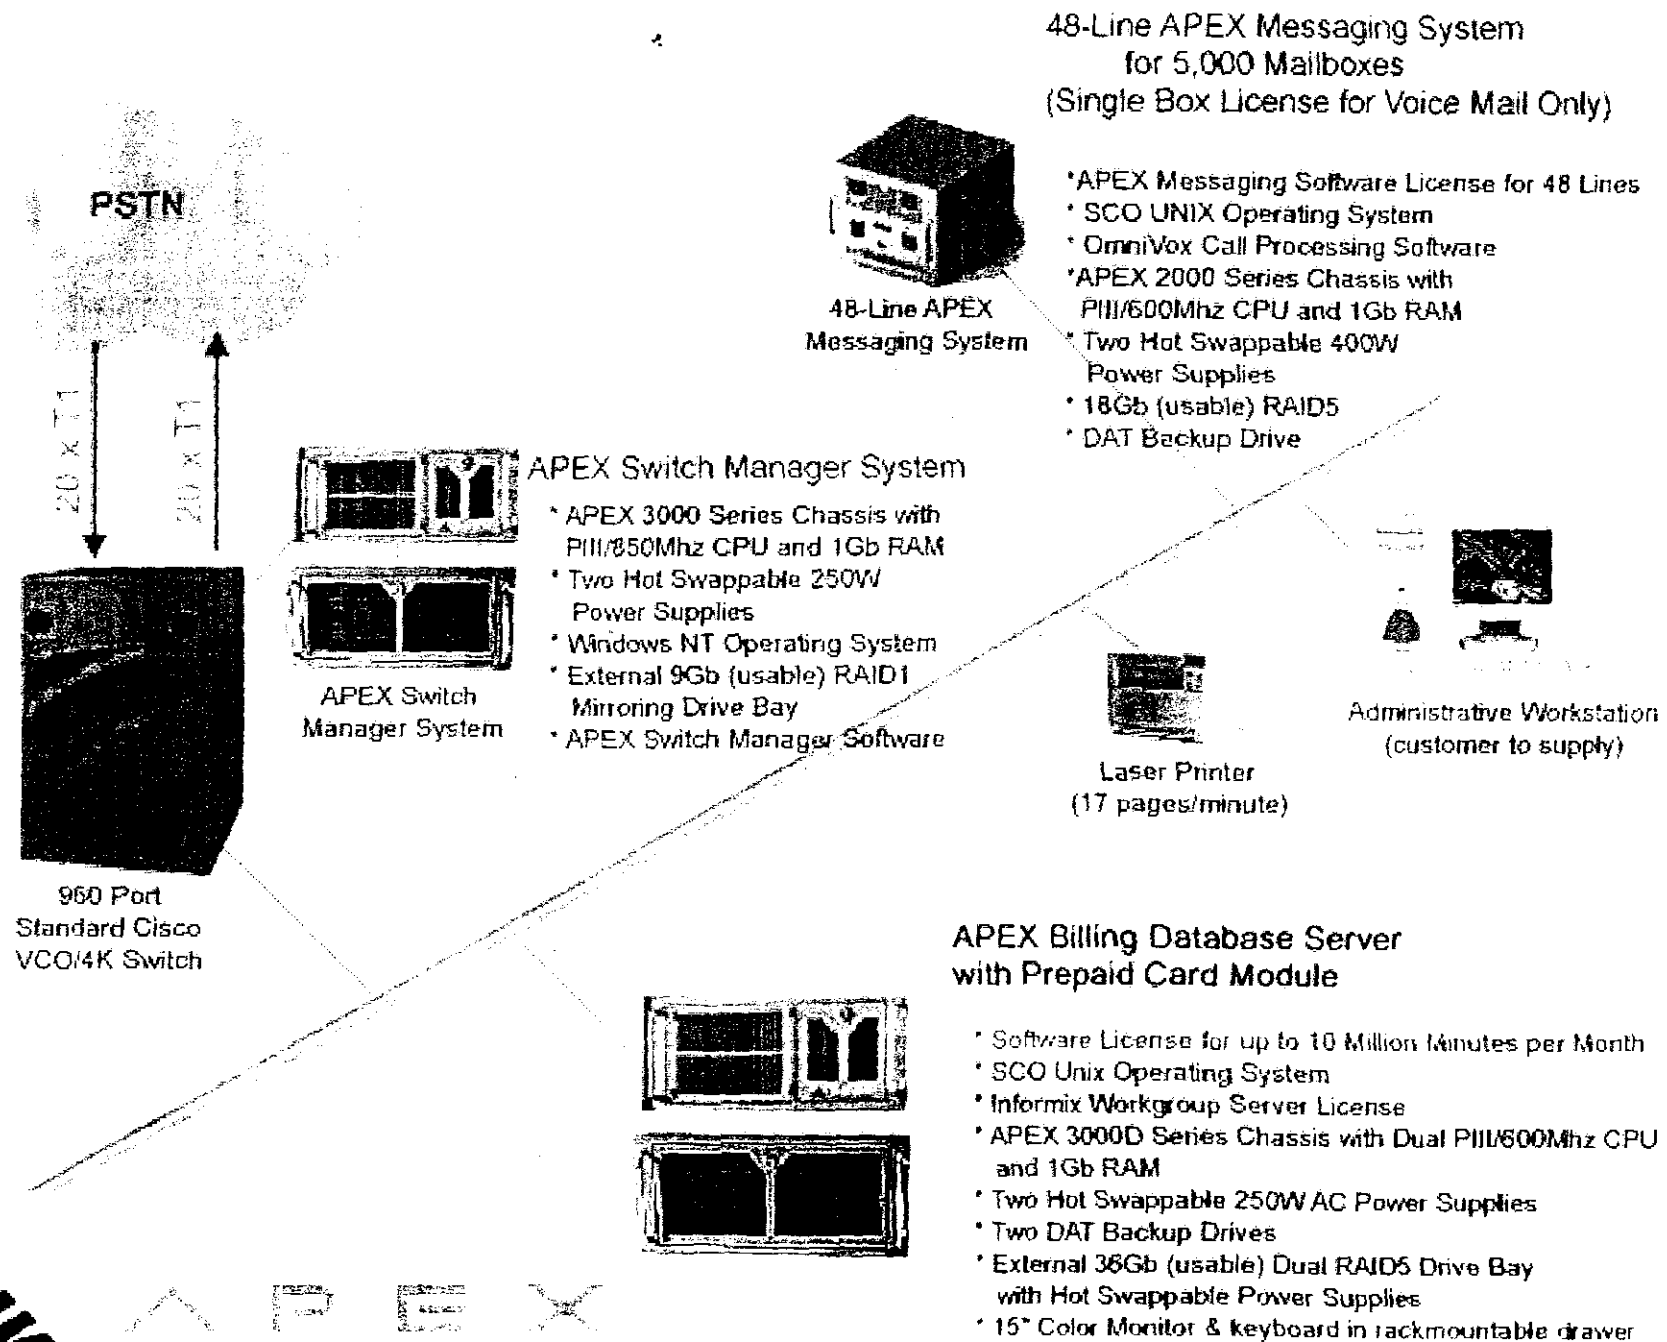 48-Line APEX Messaging System
for 5,000 Mailboxes
(Single Box License for Voice Mail Only)
*APEX Messaging Software License for 48 Lines
* SCO UNIX Operating System
* OmniVox Call Processing Software
*APEX 2000 Series Chassis with
PIII/600Mhz CPU and 1Gb RAM
* Two Hot Swappable 400W
Power Supplies
* 18Gb (usable) RAID5
* DAT Backup Drive
48-Line APEX
Messaging System
PSTN
20 x T1
20 x T1
APEX Switch Manager System
* APEX 3000 Series Chassis with
PIII/850Mhz CPU and 1Gb RAM
* Two Hot Swappable 250W
Power Supplies
* Windows NT Operating System
* External 9Gb (usable) RAID1
Mirroring Drive Bay
* APEX Switch Manager Software
APEX Switch
Manager System
Administrative Workstation
(customer to supply)
Laser Printer
(17 pages/minute)
960 Port
Standard Cisco
VCO/4K Switch
APEX Billing Database Server
with Prepaid Card Module
* Software License for up to 10 Million Minutes per Month
* SCO Unix Operating System
* Informix Workgroup Server License
* APEX 3000D Series Chassis with Dual PIII/600Mhz CPU
and 1Gb RAM
* Two Hot Swappable 250W AC Power Supplies
* Two DAT Backup Drives
* External 36Gb (usable) Dual RAID5 Drive Bay
with Hot Swappable Power Supplies
* 15" Color Monitor & keyboard in rackmountable drawer
APEX